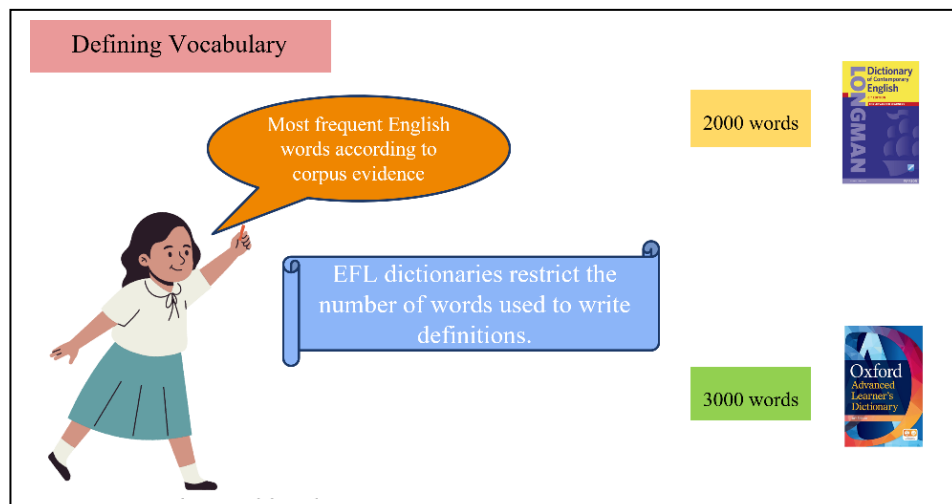 Defining Vocabulary
Most frequent English
words according to
corpus evidence
EFL dictionaries restrict the
number of words used to write
definitions.
2000 words
LONGMAN
Dictionary
of Contemporary
English
3000 words
Oxford
Advanced
Learner's
Dictionary